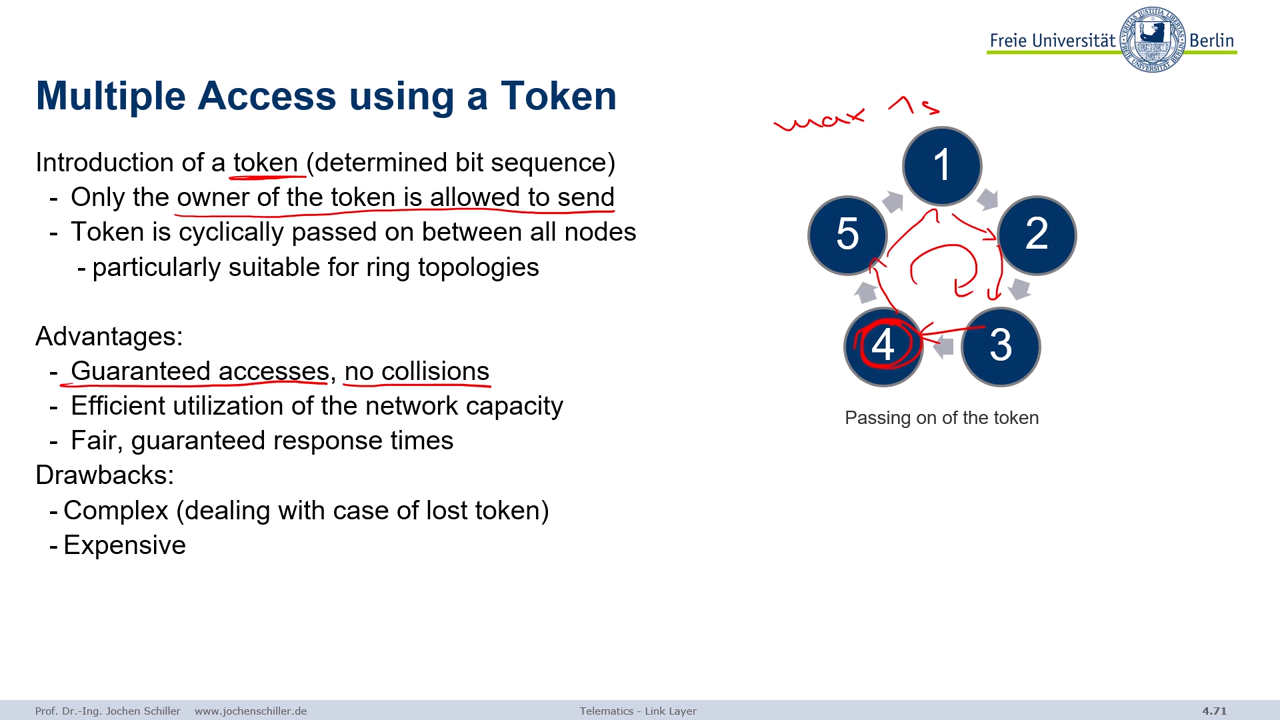 Freie Universität Berlin
Multiple Access using a Token
max 1s
Introduction of a token (determined bit sequence)
- Only the owner of the token is allowed to send
- Token is cyclically passed on between all nodes
- particularly suitable for ring topologies
Advantages:
- Guaranteed accesses, no collisions
- Efficient utilization of the network capacity
- Fair, guaranteed response times
Drawbacks:
- Complex (dealing with case of lost token)
- Expensive
1
2
3
4
5
Passing on of the token
Prof. Dr.-Ing. Jochen Schiller www.jochenschiller.de
Telematics - Link Layer
4.71